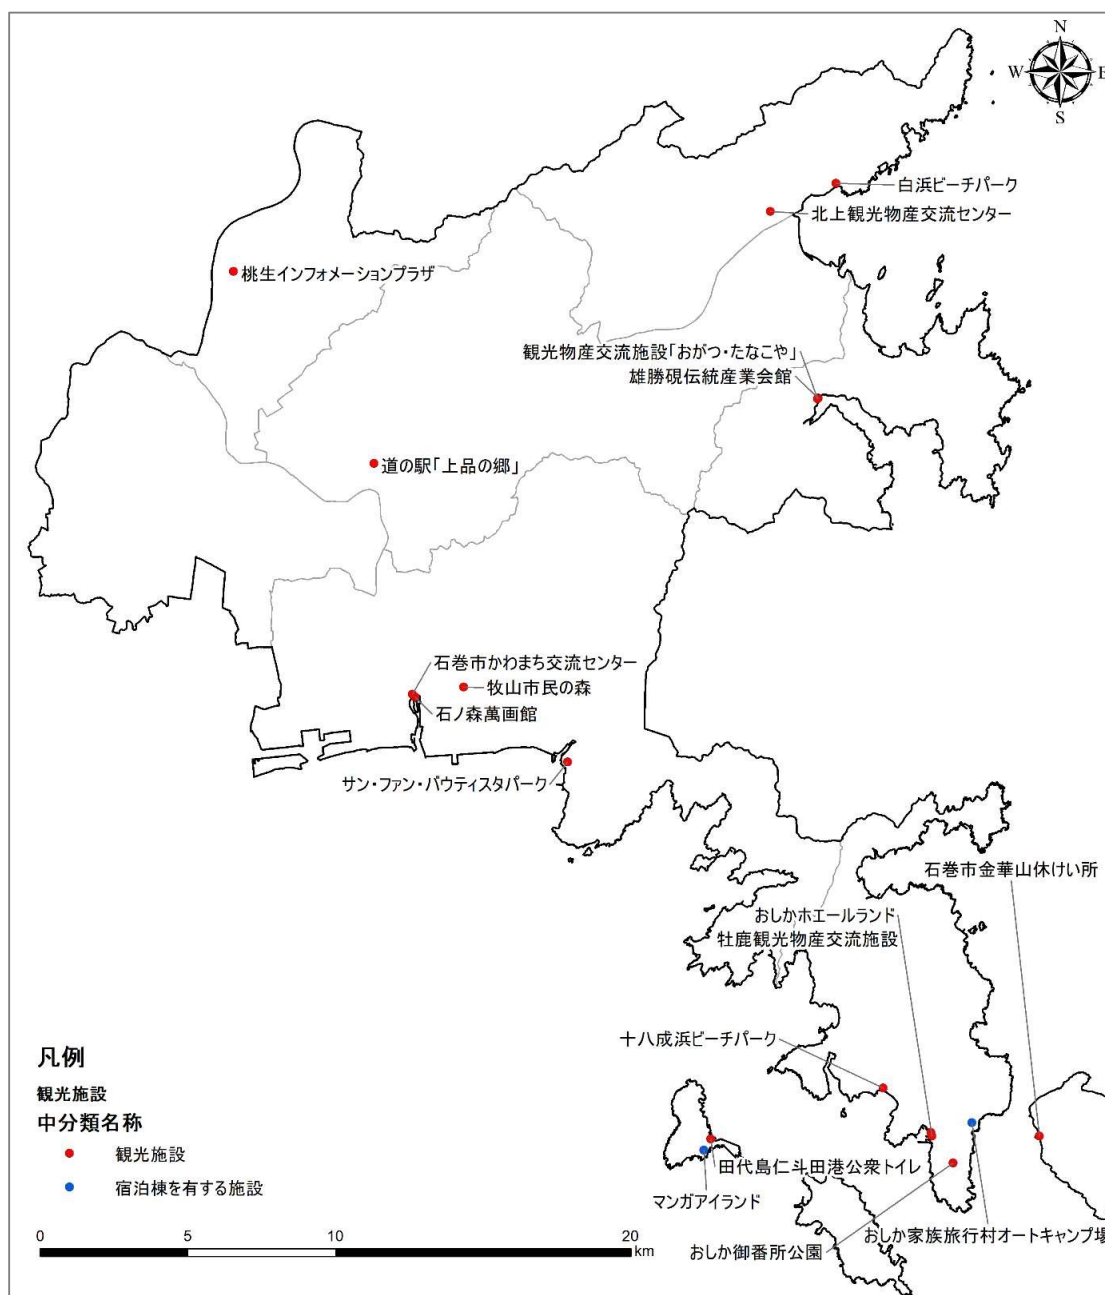 N
W
E
S
白浜ビーチパーク
北上観光物産交流センター
桃生インフォメーションプラザ
観光物産交流施設「おがつ・たなこや」
雄勝硯伝統産業会館
道の駅「上品の郷」
石巻市かわまち交流センター
牧山市民の森
石ノ森萬画館
サン・ファン・バウティスタパーク
石巻市金華山休けい所
おしかホエールランド
牡鹿観光物産交流施設
十八成浜ビーチパーク
田代島仁斗田港公衆トイレ
マンガアイランド
おしか家族旅行村オートキャンプ場
おしか御番所公園
凡例
観光施設
中分類名称
観光施設
宿泊棟を有する施設
0 5 10 20
km